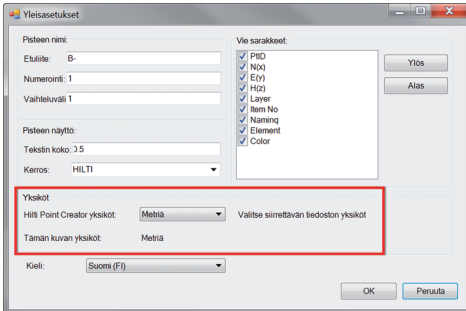 Yleisasetukset
Pisteen nimi:
Etuliite: B-
Numerointi: 1
Vaihteluväli 1
Pisteen näyttö:
Tekstin koko: 0.5
Kerros: HILTI
Vie sarakkeet:
PtID
N(x)
E(y)
H(z)
Layer
Item No
Naming
Element
Color
Ylös
Alas
Yksiköt
Hilti Point Creator yksiköt: Metriä Valitse siirrettävän tiedoston yksiköt
Tämän kuvan yksiköt: Metriä
Kieli: Suomi (FI)
OK Peruuta